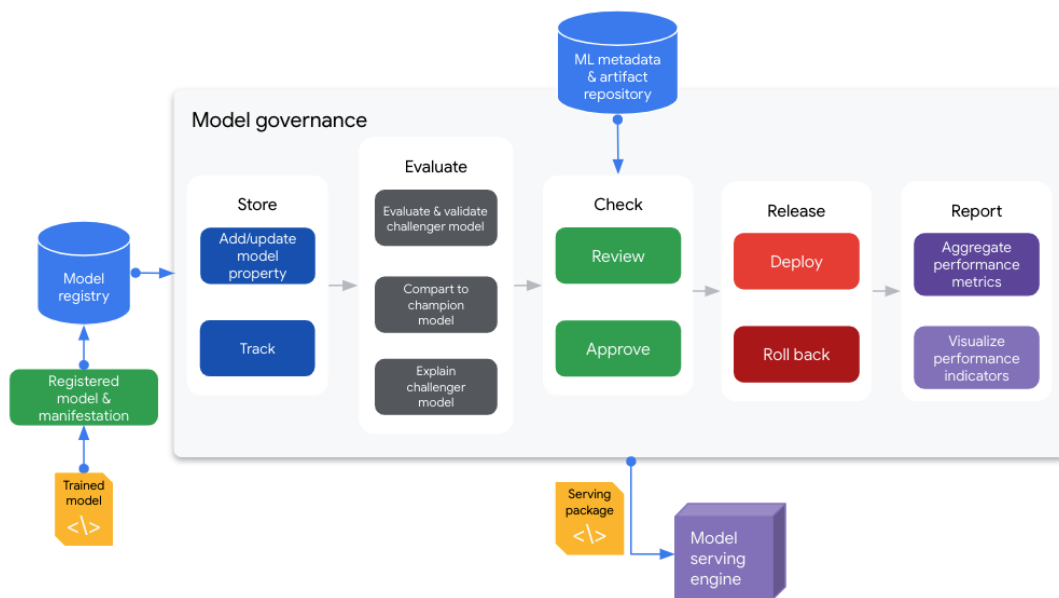 ML metadata
& artifact
repository
Model governance
Store
Add/update
model
property
Track
Evaluate
Evaluate & validate
challenger model
Compart to
champion
model
Explain
challenger
model
Check
Review
Approve
Release
Deploy
Roll back
Report
Aggregate
performance
metrics
Visualize
performance
indicators
Model
registry
Registered
model &
manifestation
Trained
model
<\>
Serving
package
<\>
Model
serving
engine